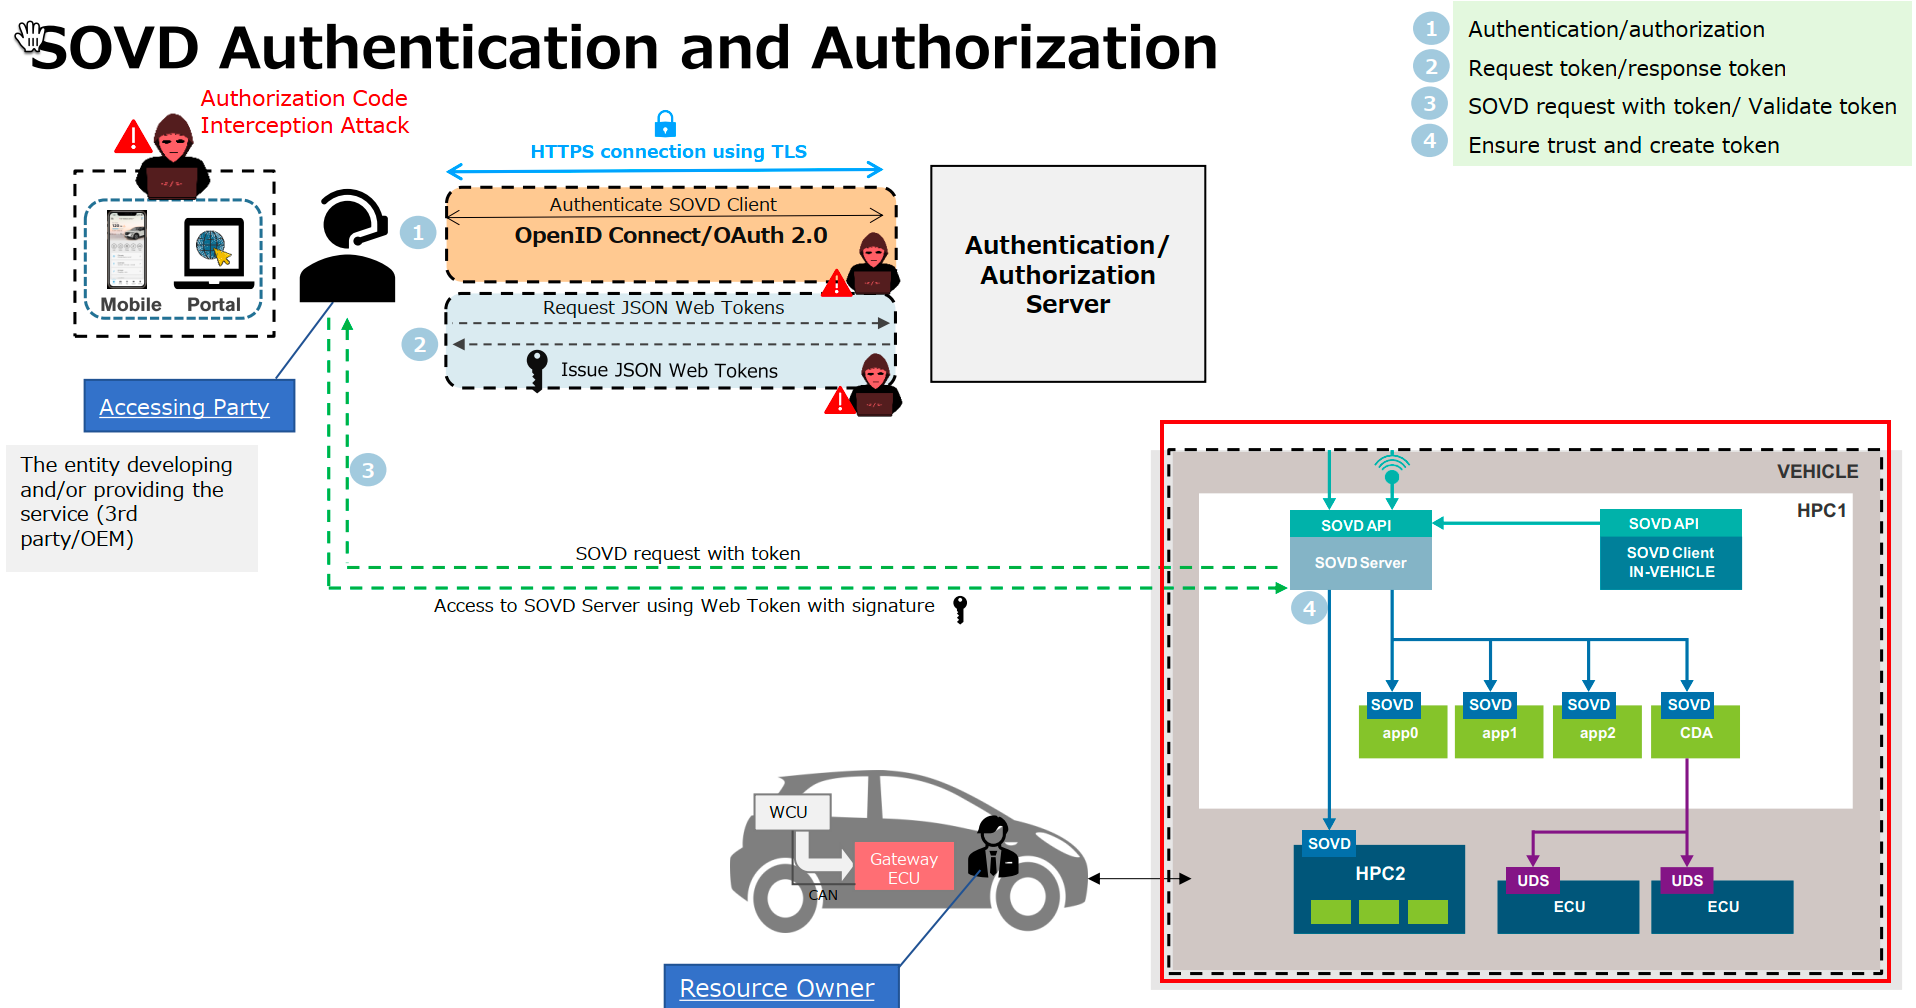 SOVD Authentication and Authorization
1 Authentication/authorization
2 Request token/response token
3 SOVD request with token/ Validate token
4 Ensure trust and create token
Authorization Code
Interception Attack
Mobile
Portal
HTTPS connection using TLS
1
Authenticate SOVD Client
OpenID Connect/OAuth 2.0
2
Request JSON Web Tokens
Issue JSON Web Tokens
Authentication/
Authorization
Server
Accessing Party
The entity developing
and/or providing the
service (3rd
party/OEM)
3
SOVD request with token
Access to SOVD Server using Web Token with signature
VEHICLE
HPC1
SOVD API
SOVD Server
SOVD API
SOVD Client
IN-VEHICLE
4
SOVD
app0
SOVD
app1
SOVD
app2
SOVD
CDA
SOVD
HPC2
UDS
ECU
UDS
ECU
WCU
Gateway
ECU
CAN
Resource Owner